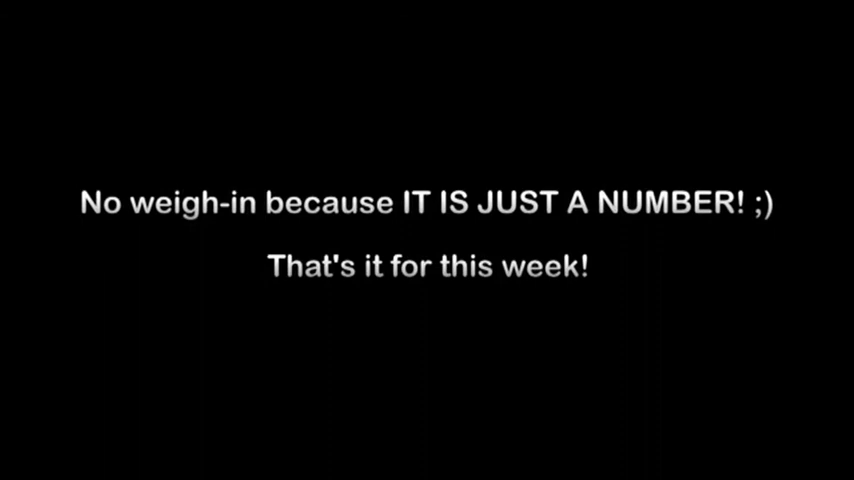 No weigh-in because IT IS JUST A NUMBER! ;)
That's it for this week!